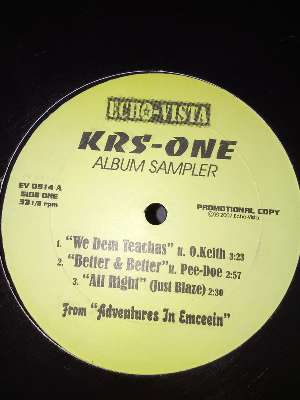 ECHO-VISTA
KRS-ONE
ALBUM SAMPLER
EV 0514 A
SIDE ONE
33 1/3 rpm
PROMOTIONAL COPY
1. "We Dem Teachas" ft. O.Keith 3:23
2. "Better & Better" ft. Pee-Doe 2:57
3. "All Right" (Just Blaze) 2:30
From "Adventures In Emceein"